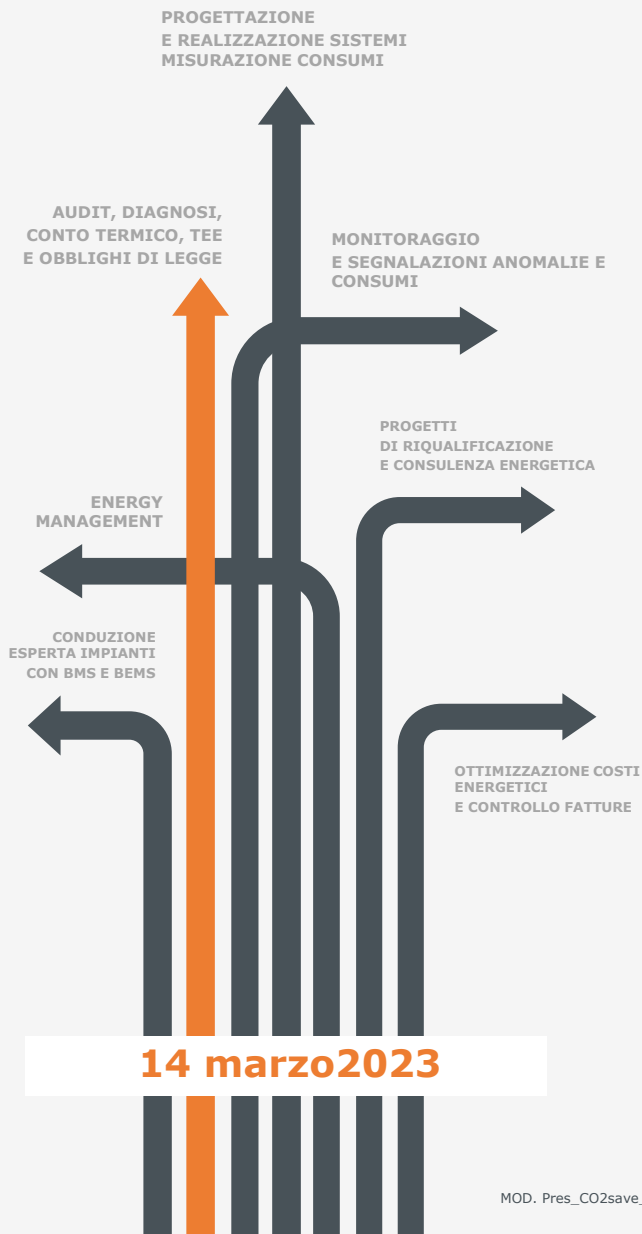 PROGETTAZIONE
E REALIZZAZIONE SISTEMI
MISURAZIONE CONSUMI
AUDIT, DIAGNOSI,
CONTO TERMICO, TEE
E OBBLIGHI DI LEGGE
MONITORAGGIO
E SEGNALAZIONI ANOMALIE E
CONSUMI
PROGETTI
DI RIQUALIFICAZIONE
E CONSULENZA ENERGETICA
ENERGY
MANAGEMENT
CONDUZIONE
ESPERTA IMPIANTI
CON BMS E BEMS
OTTIMIZZAZIONE COSTI
ENERGETICI
E CONTROLLO FATTURE
14 marzo2023
MOD. Pres_CO2save_